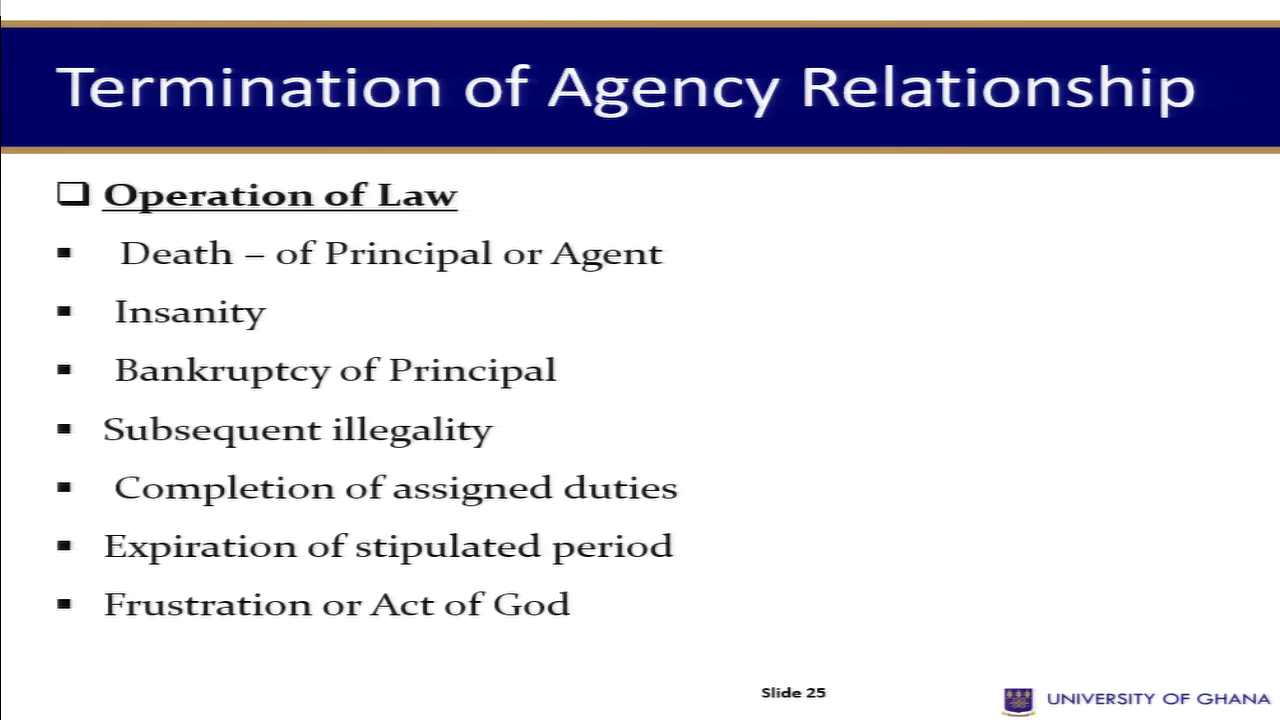 Termination of Agency Relationship
❑ Operation of Law
▪ Death – of Principal or Agent
▪ Insanity
▪ Bankruptcy of Principal
▪ Subsequent illegality
▪ Completion of assigned duties
▪ Expiration of stipulated period
▪ Frustration or Act of God
Slide 25
UNIVERSITY OF GHANA